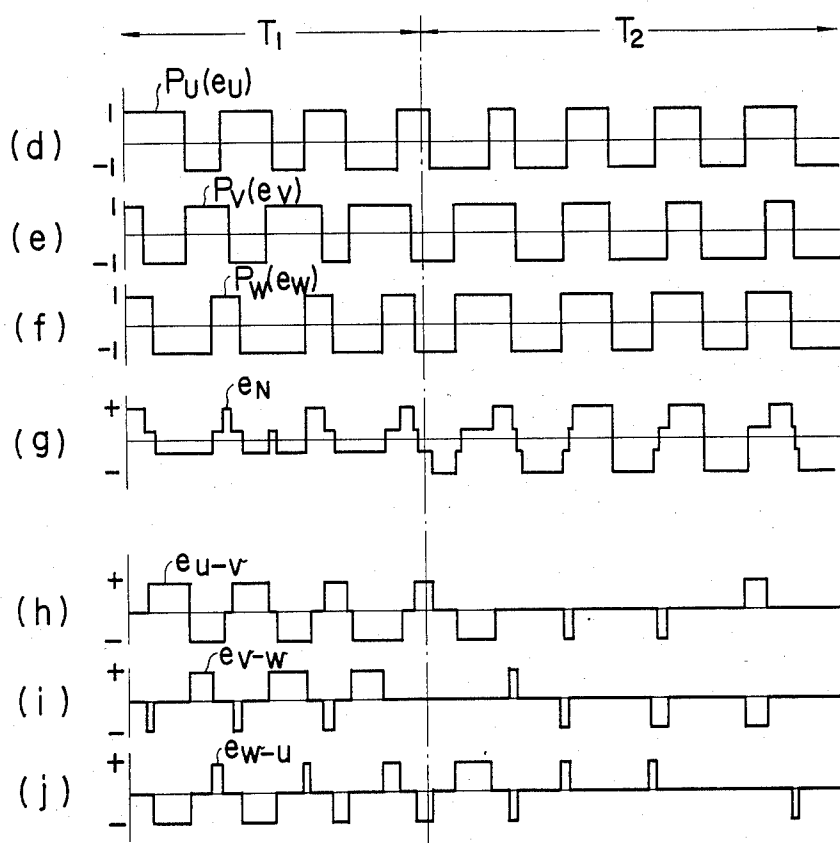 T1 T2
PU(eU)
1
(d)
-1
PV(eV)
1
(e)
-1
PW(eW)
1
(f)
-1
eN
+
(g)
-
eu-v
+
(h)
-
ev-w
+
(i)
-
ew-u
+
(j)
-